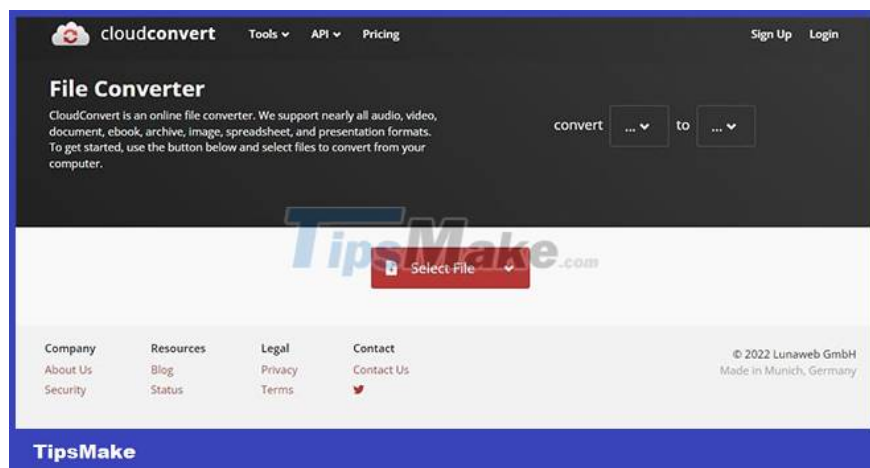 cloudconvert Tools API Pricing Sign Up Login
File Converter
CloudConvert is an online file converter. We support nearly all audio, video,
document, ebook, archive, image, spreadsheet, and presentation formats.
To get started, use the button below and select files to convert from your
computer.
convert ... to ...
TipsMake.com
Select File
Company Resources Legal Contact
About Us Blog Privacy Contact Us
Security Status Terms
© 2022 Lunaweb GmbH
Made in Munich, Germany
TipsMake